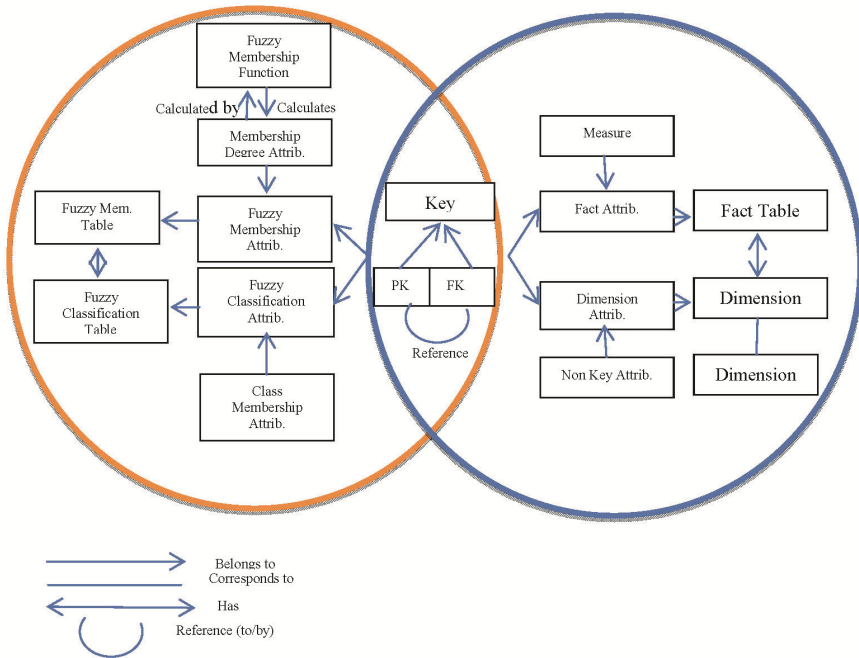 Fuzzy
Membership
Function
Calculated by
Calculates
Membership
Degree Attrib.
Fuzzy Mem.
Table
Fuzzy
Membership
Attrib.
Fuzzy
Classification
Table
Fuzzy
Classification
Attrib.
Class
Membership
Attrib.
Key
PK
FK
Reference
Measure
Fact Attrib.
Fact Table
Dimension
Attrib.
Dimension
Non Key Attrib.
Dimension
Belongs to
Corresponds to
Has
Reference (to/by)